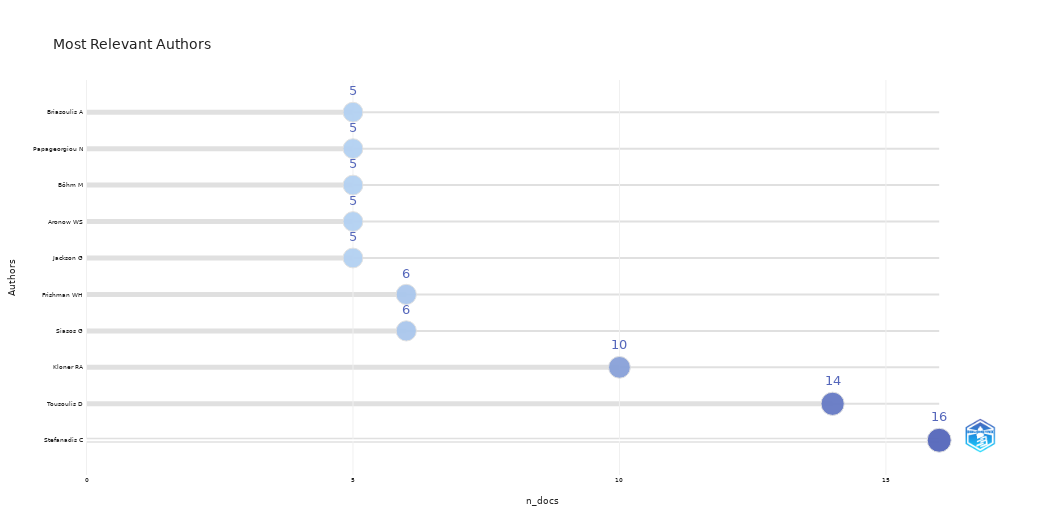 Most Relevant Authors
5
Briasoulis A
5
Papageorgiou N
5
Böhm M
5
Aronow WS
5
Jackson G
6
Frishman WH
6
Siasos G
10
Kloner RA
14
Tousoulis D
16
Stefanadis C
Authors
0 5 10 15
n_docs